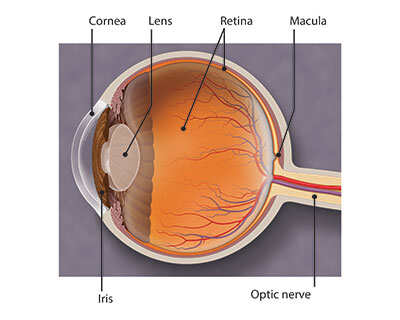 Cornea Lens Retina Macula
Iris Optic nerve